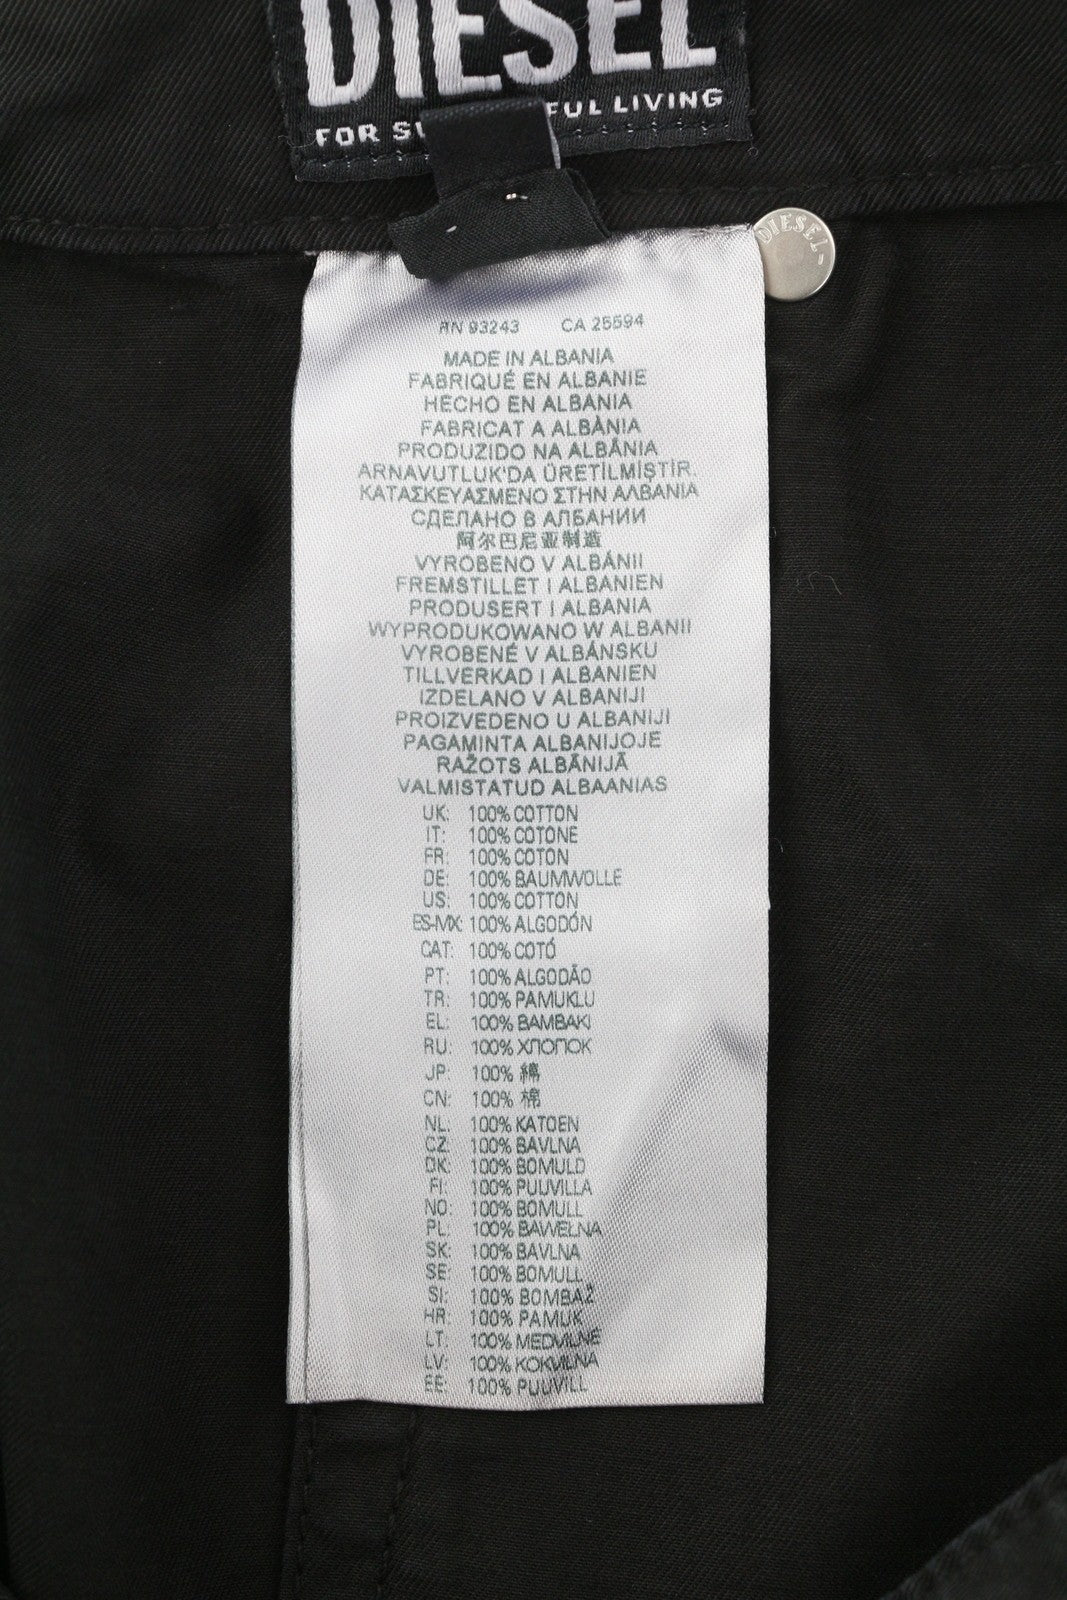 DIESEL
FOR FUL LIVING
DIESEL
RN 93243 CA 25594
MADE IN ALBANIA
FABRIQUÉ EN ALBANIE
HECHO EN ALBANIA
FABRICAT A ALBÀNIA
PRODUZIDO NA ALBÂNIA
ARNAVUTLUK'DA ÜRETİLMİŞTİR.
ΚΑΤΑΣΚΕΥΑΣΜΕΝΟ ΣΤΗΝ ΑΛΒΑΝΙΑ
СДЕЛАНО В АЛБАНИИ
阿尔巴尼亚制造
VYROBENO V ALBÁNII
FREMSTILLET I ALBANIEN
PRODUSERT I ALBANIA
WYPRODUKOWANO W ALBANII
VYROBENÉ V ALBÁNSKU
TILLVERKAD I ALBANIEN
IZDELANO V ALBANIJI
PROIZVEDENO U ALBANIJI
PAGAMINTA ALBANIJOJE
RAŽOTS ALBĀNIJĀ
VALMISTATUD ALBAANIAS
UK: 100% COTTON
IT: 100% COTONE
FR: 100% COTON
DE: 100% BAUMWOLLE
US: 100% COTTON
ES-MX: 100% ALGODÓN
CAT: 100% COTÓ
PT: 100% ALGODÃO
TR: 100% PAMUKLU
EL: 100% ΒΑΜΒΑΚΙ
RU: 100% ХЛОПОК
JP: 100% 綿
CN: 100% 棉
NL: 100% KATOEN
CZ: 100% BAVLNA
DK: 100% BOMULD
FI: 100% PUUVILLA
NO: 100% BOMULL
PL: 100% BAWEŁNA
SK: 100% BAVLNA
SE: 100% BOMULL
SI: 100% BOMBAŽ
HR: 100% PAMUK
LT: 100% MEDVILNĖ
LV: 100% KOKVILNA
EE: 100% PUUVILL